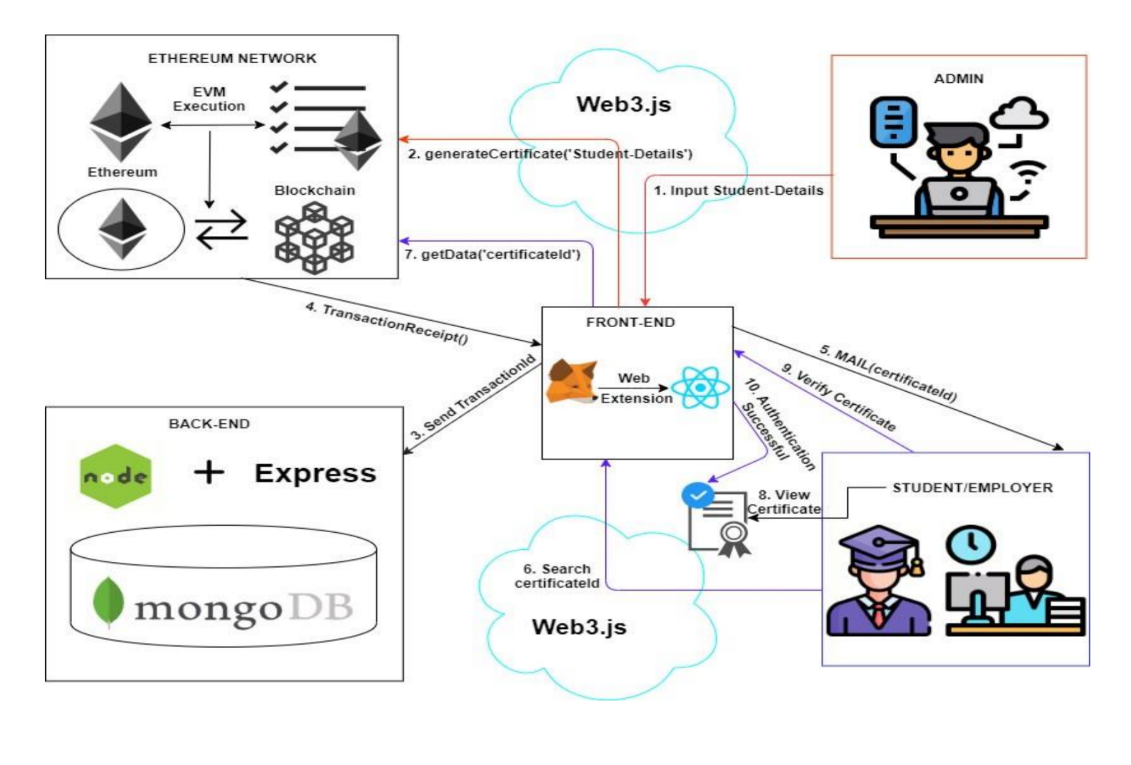 ETHEREUM NETWORK
EVM
Execution
Ethereum
Blockchain
Web3.js
ADMIN
2. generateCertificate('Student-Details')
1. Input Student-Details
7. getData('certificateId')
4. TransactionReceipt()
FRONT-END
Web
Extension
3. Send TransactionId
5. MAIL(certificateId)
9. Verify Certificate
10. Authentication
Successful
BACK-END
node
+
Express
mongoDB
STUDENT/EMPLOYER
8. View
Certificate
6. Search
certificateId
Web3.js